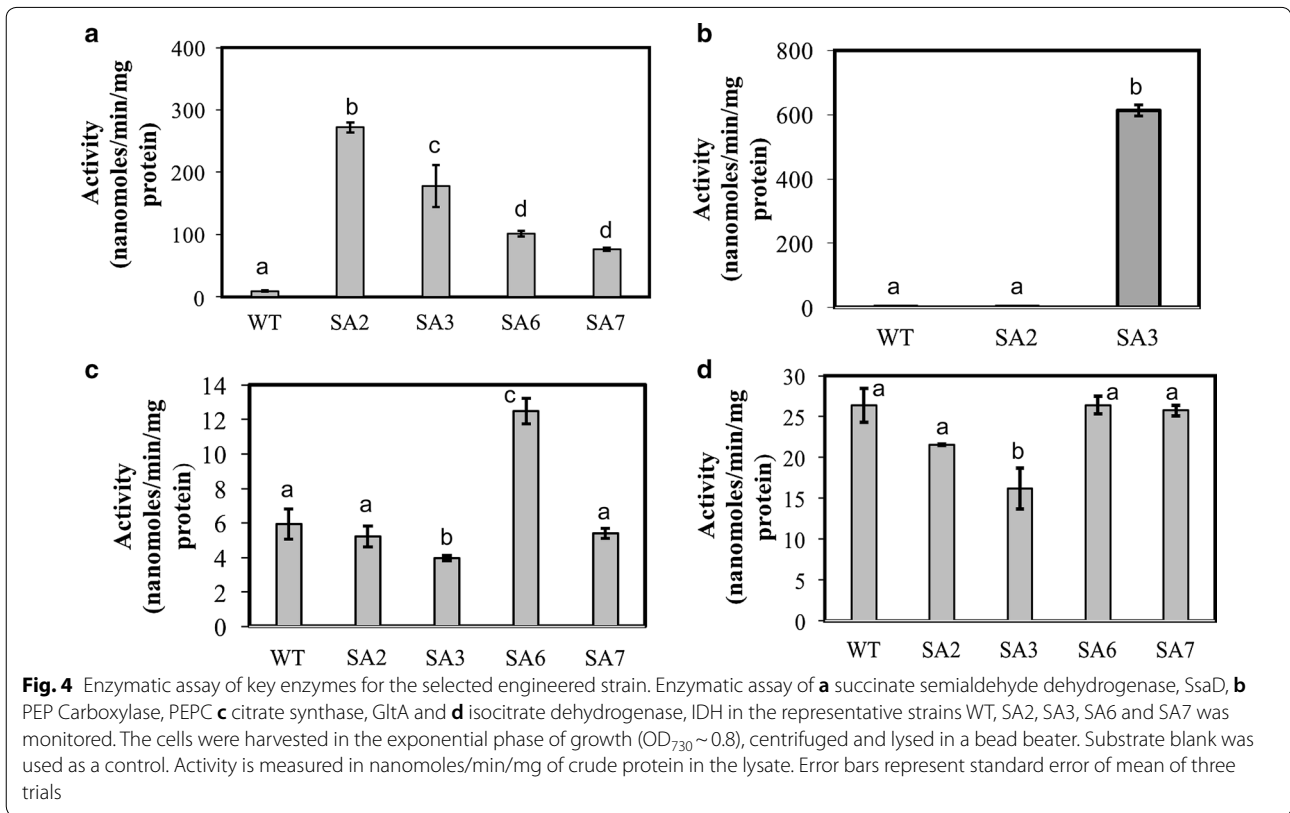 a
400
300
200
100
0
Activity
(nanomoles/min/mg
protein)
a
b
c
d
d
WT SA2 SA3 SA6 SA7
b
800
600
400
200
0
Activity
(nanomoles/min/mg
protein)
a
a
b
WT SA2 SA3
c
14
12
10
8
6
4
2
0
Activity
(nanomoles/min/mg
protein)
a
a
b
c
a
WT SA2 SA3 SA6 SA7
d
30
25
20
15
10
5
0
Activity
(nanomoles/min/mg
protein)
a
a
b
a
a
WT SA2 SA3 SA6 SA7
Fig. 4 Enzymatic assay of key enzymes for the selected engineered strain. Enzymatic assay of a succinate semialdehyde dehydrogenase, SsaD, b
PEP Carboxylase, PEPC c citrate synthase, GltA and d isocitrate dehydrogenase, IDH in the representative strains WT, SA2, SA3, SA6 and SA7 was
monitored. The cells were harvested in the exponential phase of growth (OD730 ~ 0.8), centrifuged and lysed in a bead beater. Substrate blank was
used as a control. Activity is measured in nanomoles/min/mg of crude protein in the lysate. Error bars represent standard error of mean of three
trials